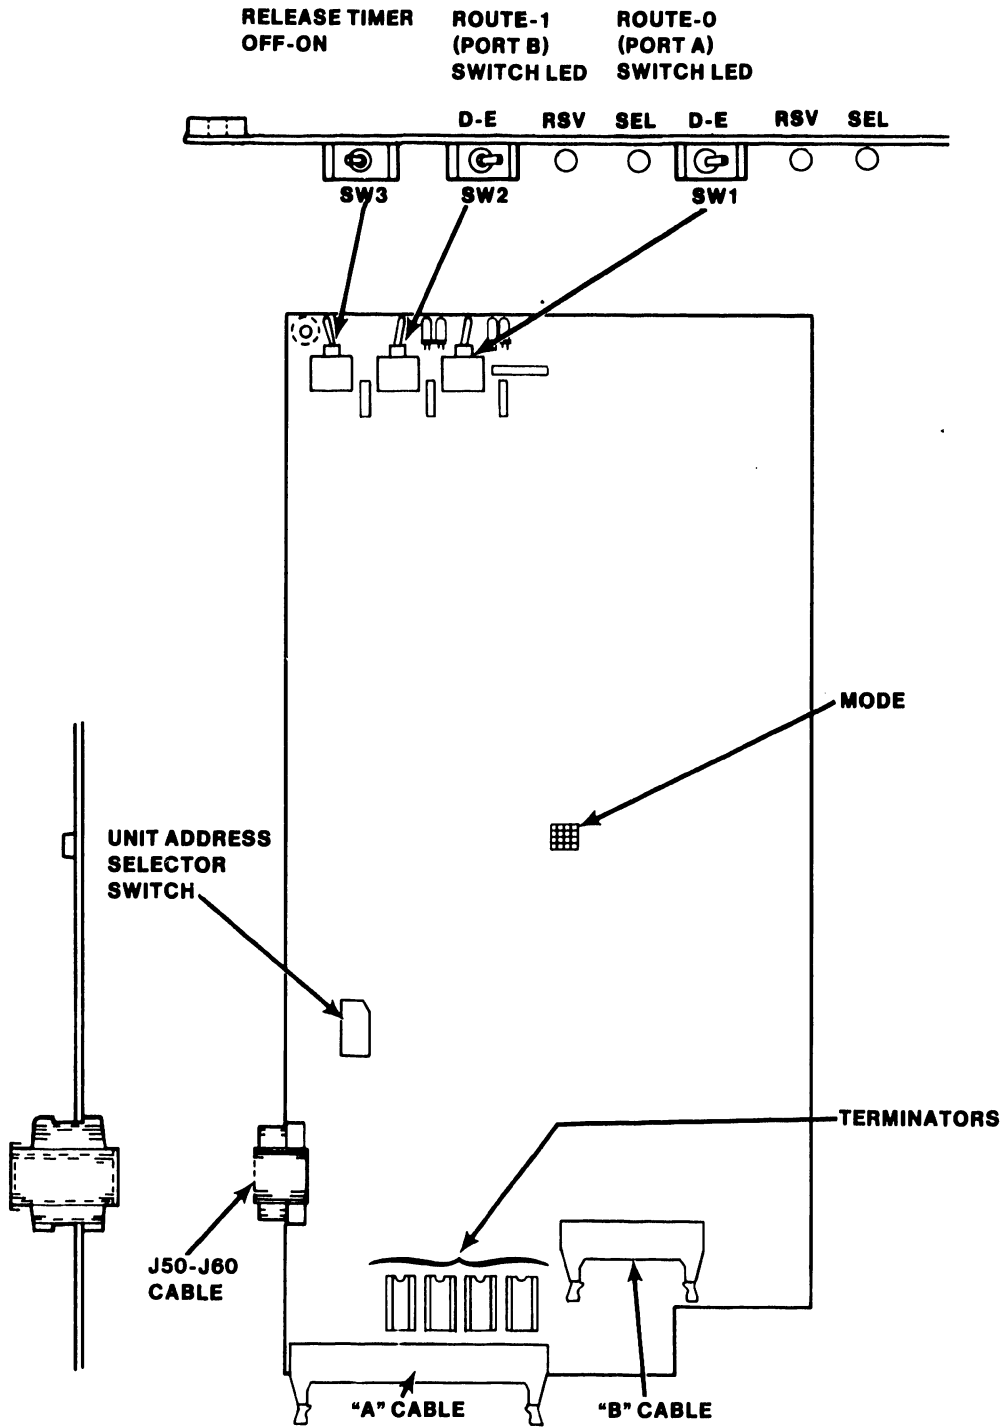 RELEASE TIMER
OFF-ON
ROUTE-1
(PORT B)
SWITCH LED
ROUTE-0
(PORT A)
SWITCH LED
D-E RSV SEL D-E RSV SEL
SW3 SW2 SW1
MODE
UNIT ADDRESS
SELECTOR
SWITCH
TERMINATORS
J50-J60
CABLE
"A" CABLE
"B" CABLE